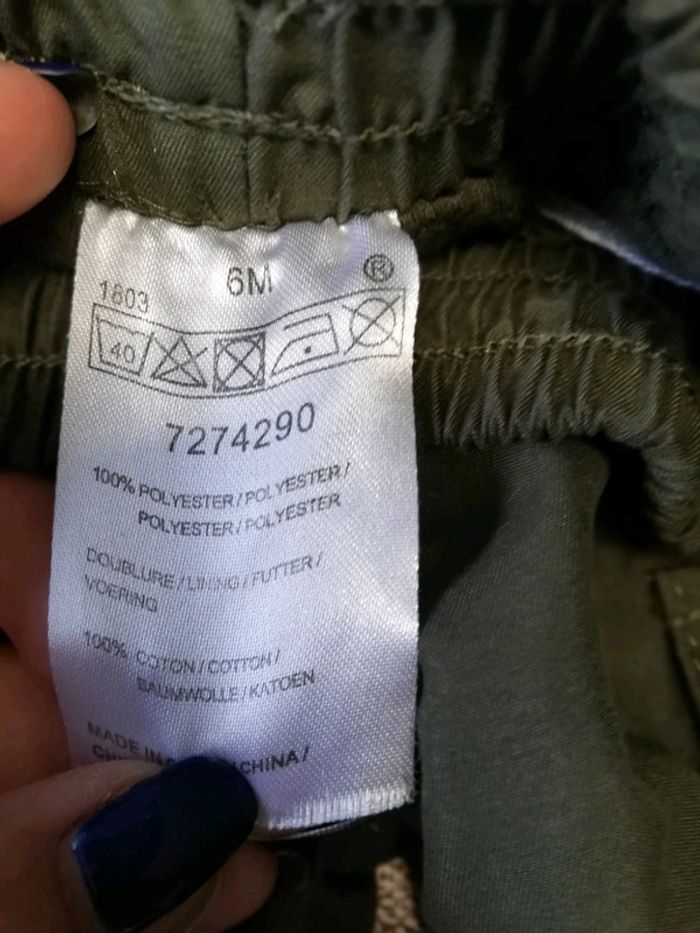 1803 6M ®
40
7274290
100% POLYESTER/POLYESTER/
POLYESTER/POLYESTER
DOUBLURE/LINING/FUTTER/
VOERING
100% COTON/COTTON/
BAUMWOLLE/KATOEN
MADE IN CHINA/